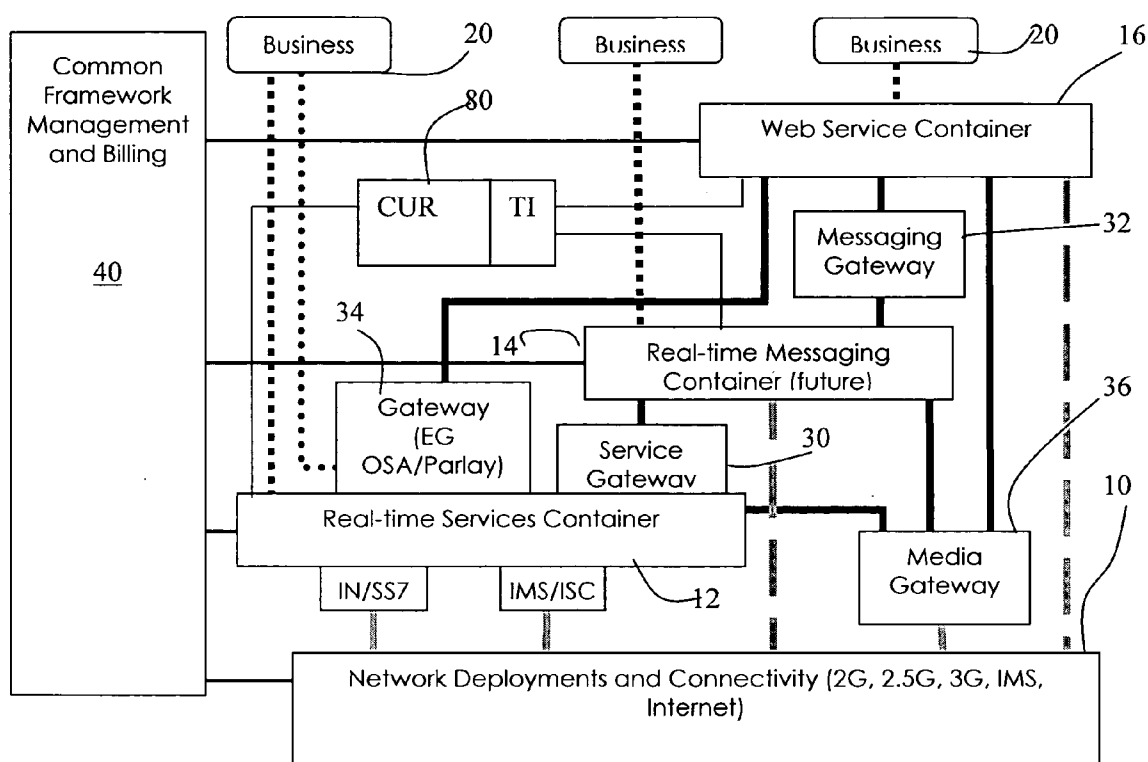 Business
20
Business
Business
20
16
Common
Framework
Management
and Billing
40
80
Web Service Container
CUR
TI
Messaging
Gateway
32
34
14
Real-time Messaging
Container (future)
36
Gateway
(EG
OSA/Parlay)
Service
Gateway
30
10
Real-time Services Container
Media
Gateway
IN/SS7
IMS/ISC
12
Network Deployments and Connectivity (2G, 2.5G, 3G, IMS,
Internet)